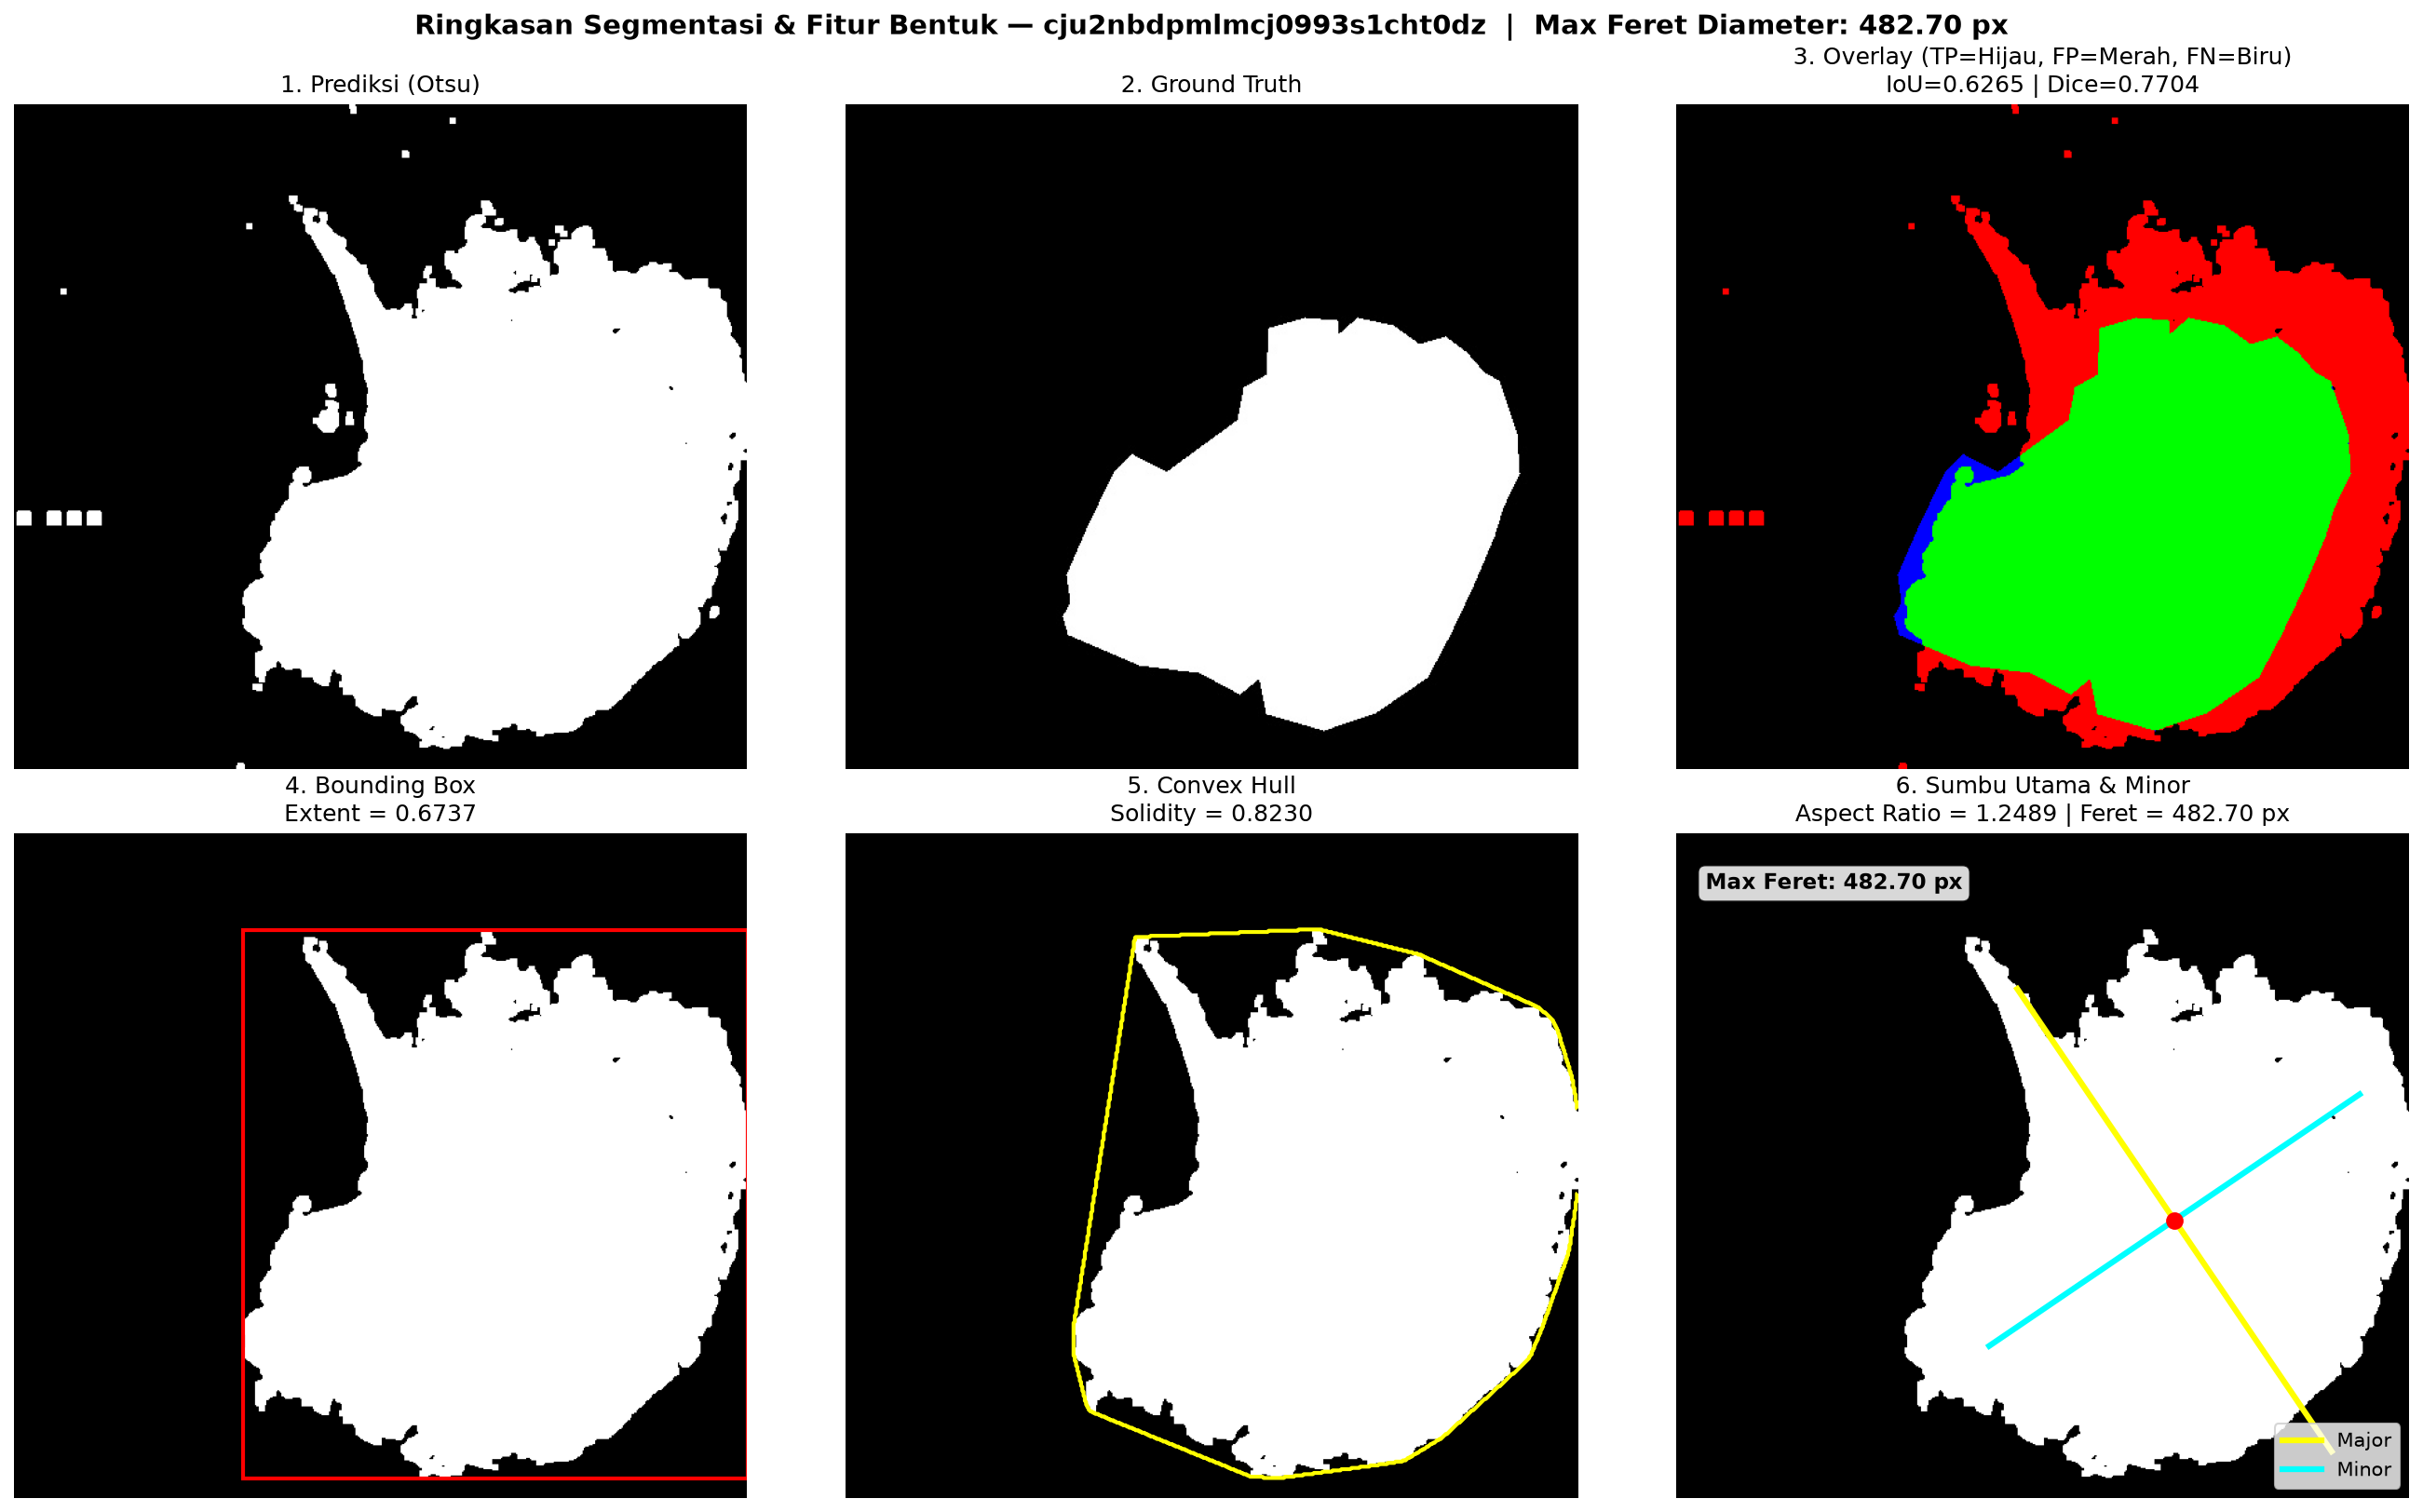 Ringkasan Segmentasi & Fitur Bentuk — cju2nbdpmlmcj0993s1cht0dz | Max Feret Diameter: 482.70 px
1. Prediksi (Otsu)
2. Ground Truth
3. Overlay (TP=Hijau, FP=Merah, FN=Biru)
IoU=0.6265 | Dice=0.7704
4. Bounding Box
Extent = 0.6737
5. Convex Hull
Solidity = 0.8230
6. Sumbu Utama & Minor
Aspect Ratio = 1.2489 | Feret = 482.70 px
Max Feret: 482.70 px
Major
Minor